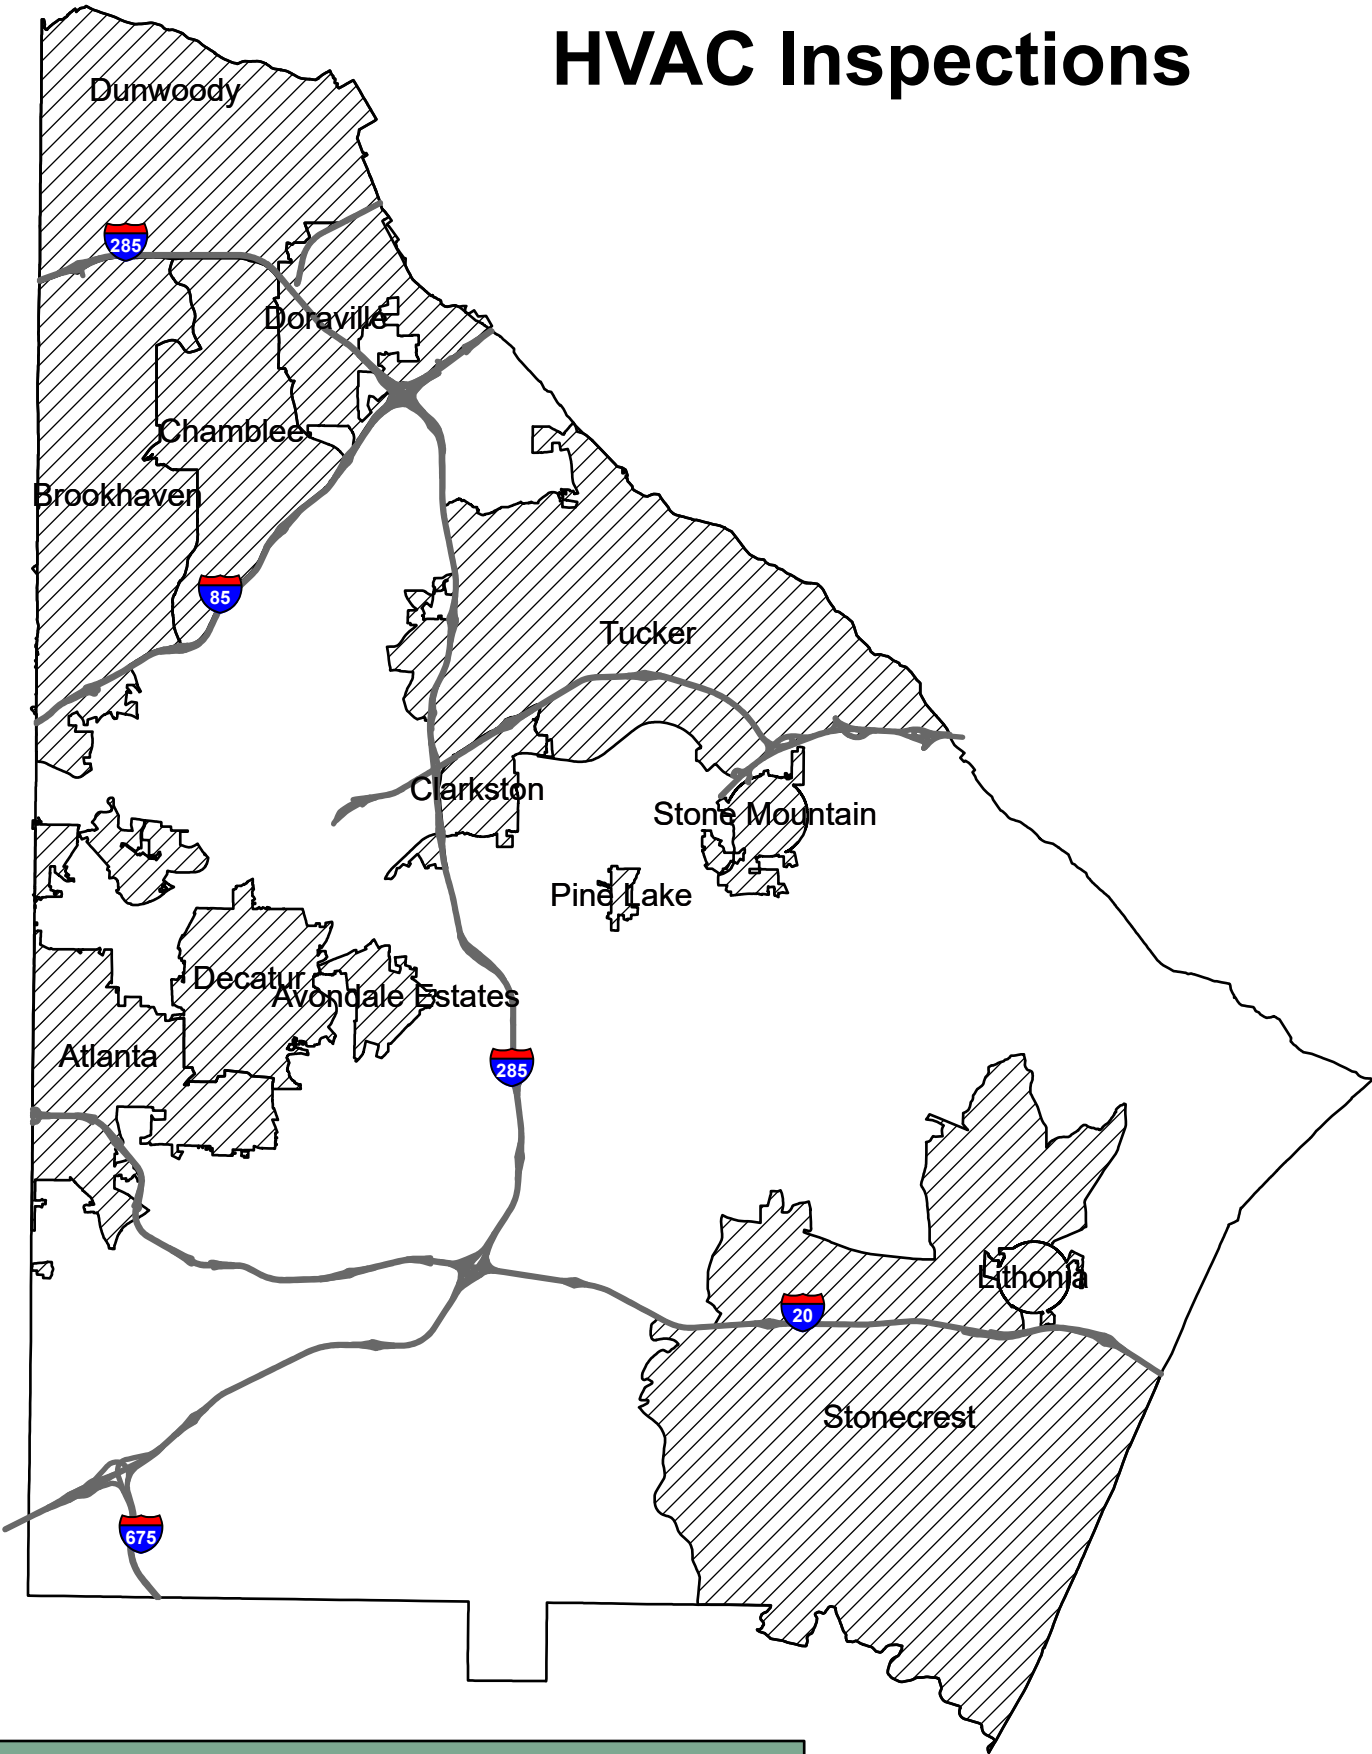 HVAC Inspections
Dunwoody
285
Doraville
Chamblee
Brookhaven
85
Tucker
Clarkston
Stone Mountain
Pine Lake
Decatur
Avondale Estates
Atlanta
285
Lithonia
20
Stonecrest
675